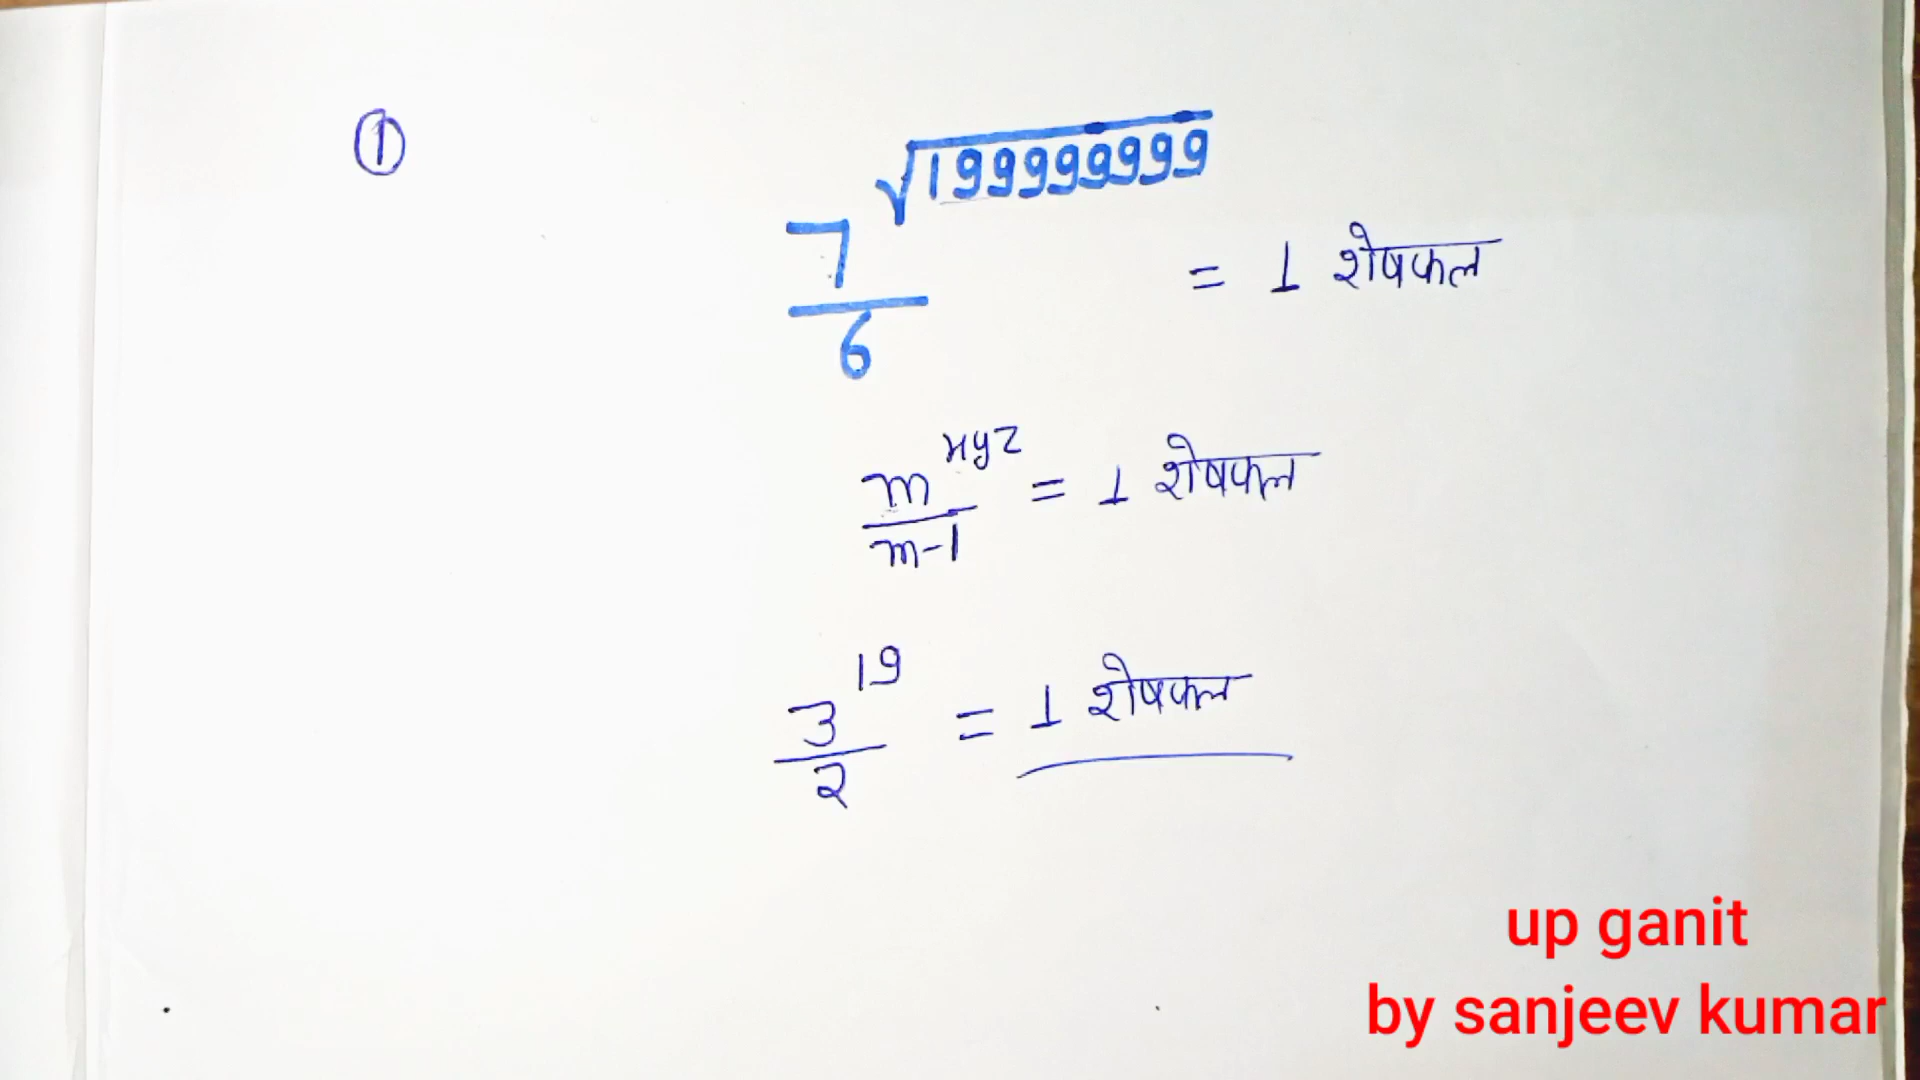 ①
7^√199999999 / 6 = 1 शेषफल
m^xyz / m-1 = 1 शेषफल
3^19 / 2 = 1 शेषफल
up ganit
by sanjeev kumar